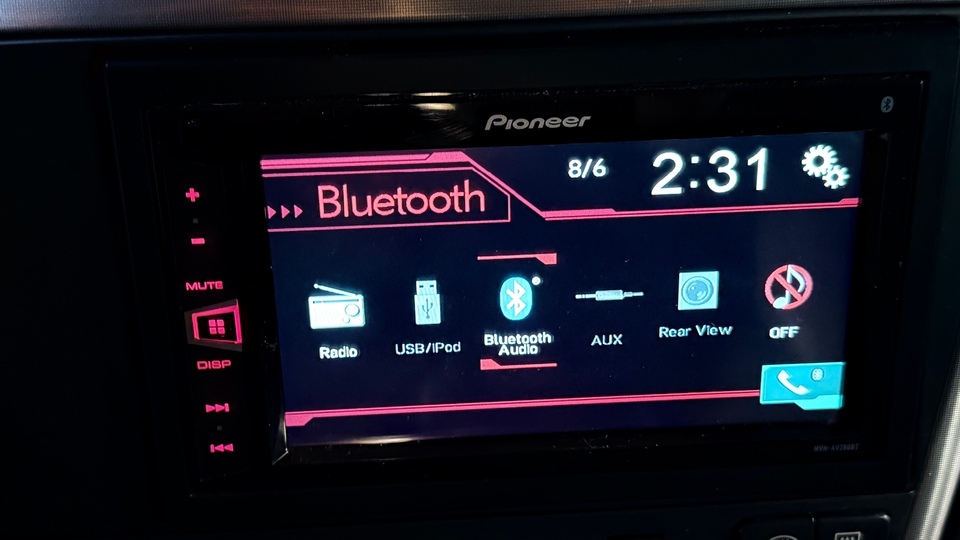 Pioneer
8/6 2:31
Bluetooth
MUTE
DISP
Radio
USB/iPod
Bluetooth
Audio
AUX
Rear View
OFF